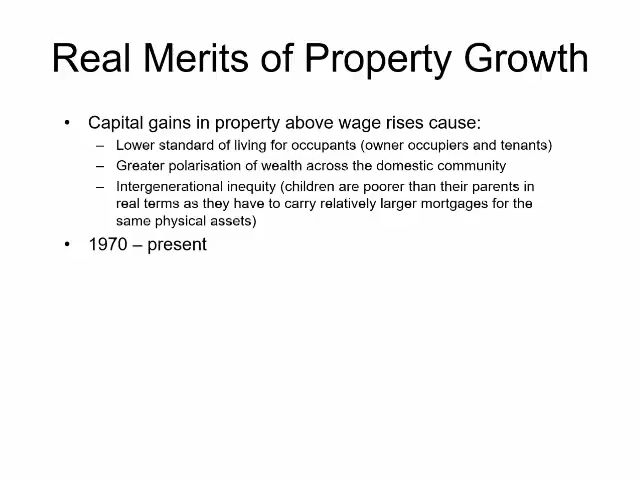 Real Merits of Property Growth
• Capital gains in property above wage rises cause:
– Lower standard of living for occupants (owner occupiers and tenants)
– Greater polarisation of wealth across the domestic community
– Intergenerational inequity (children are poorer than their parents in
real terms as they have to carry relatively larger mortgages for the
same physical assets)
• 1970 – present